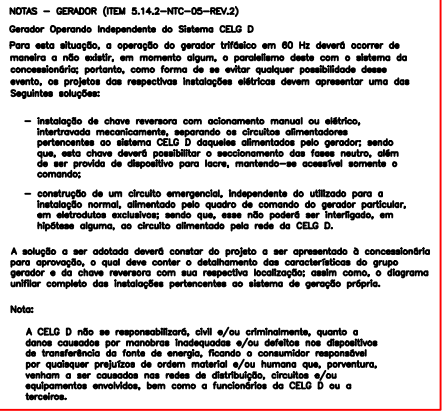 NOTAS - GERADOR (ITEM 5.14.2-NTC-05-REV.2)
Gerador Operando Independente do Sistema CELG D
Para esta situação, a operação do gerador trifásico em 60 Hz deverá ocorrer de
maneira a não existir, em momento algum, o paralelismo deste com o sistema da
concessionária; portanto, como forma de se evitar qualquer possibilidade desse
evento, os projetos das respectivas instalações elétricas devem apresentar uma das
Seguintes soluções:
- instalação de chave reversora com acionamento manual ou elétrico,
intertravada mecanicamente, separando os circuitos alimentadores
pertencentes ao sistema CELG D daqueles alimentados pelo gerador; sendo
que, esta chave deverá possibilitar o seccionamento das fases neutro, além
de ser provida de dispositivo para lacre, mantendo-se acessível somente o
comando;
- construção de um circuito emergencial, independente do utilizado para a
instalação normal, alimentado pelo quadro de comando do gerador particular,
em eletrodutos exclusivos; sendo que, esse não poderá ser interligado, em
hipótese alguma, ao circuito alimentado pela rede da CELG D.
A solução a ser adotada deverá constar do projeto a ser apresentado à concessionária
para aprovação, o qual deve conter o detalhamento das características do grupo
gerador e da chave reversora com sua respectiva localização; assim como, o diagrama
unifilar completo das instalações pertencentes ao sistema de geração própria.
Nota:
A CELG D não se responsabilizará, civil e/ou criminalmente, quanto a
danos causados por manobras inadequadas e/ou defeitos nos dispositivos
de transferência da fonte de energia, ficando o consumidor responsável
por quaisquer prejuízos de ordem material e/ou humana que, porventura,
venham a ser causados nas redes de distribuição, circuitos e/ou
equipamentos envolvidos, bem como a funcionários da CELG D ou a
terceiros.